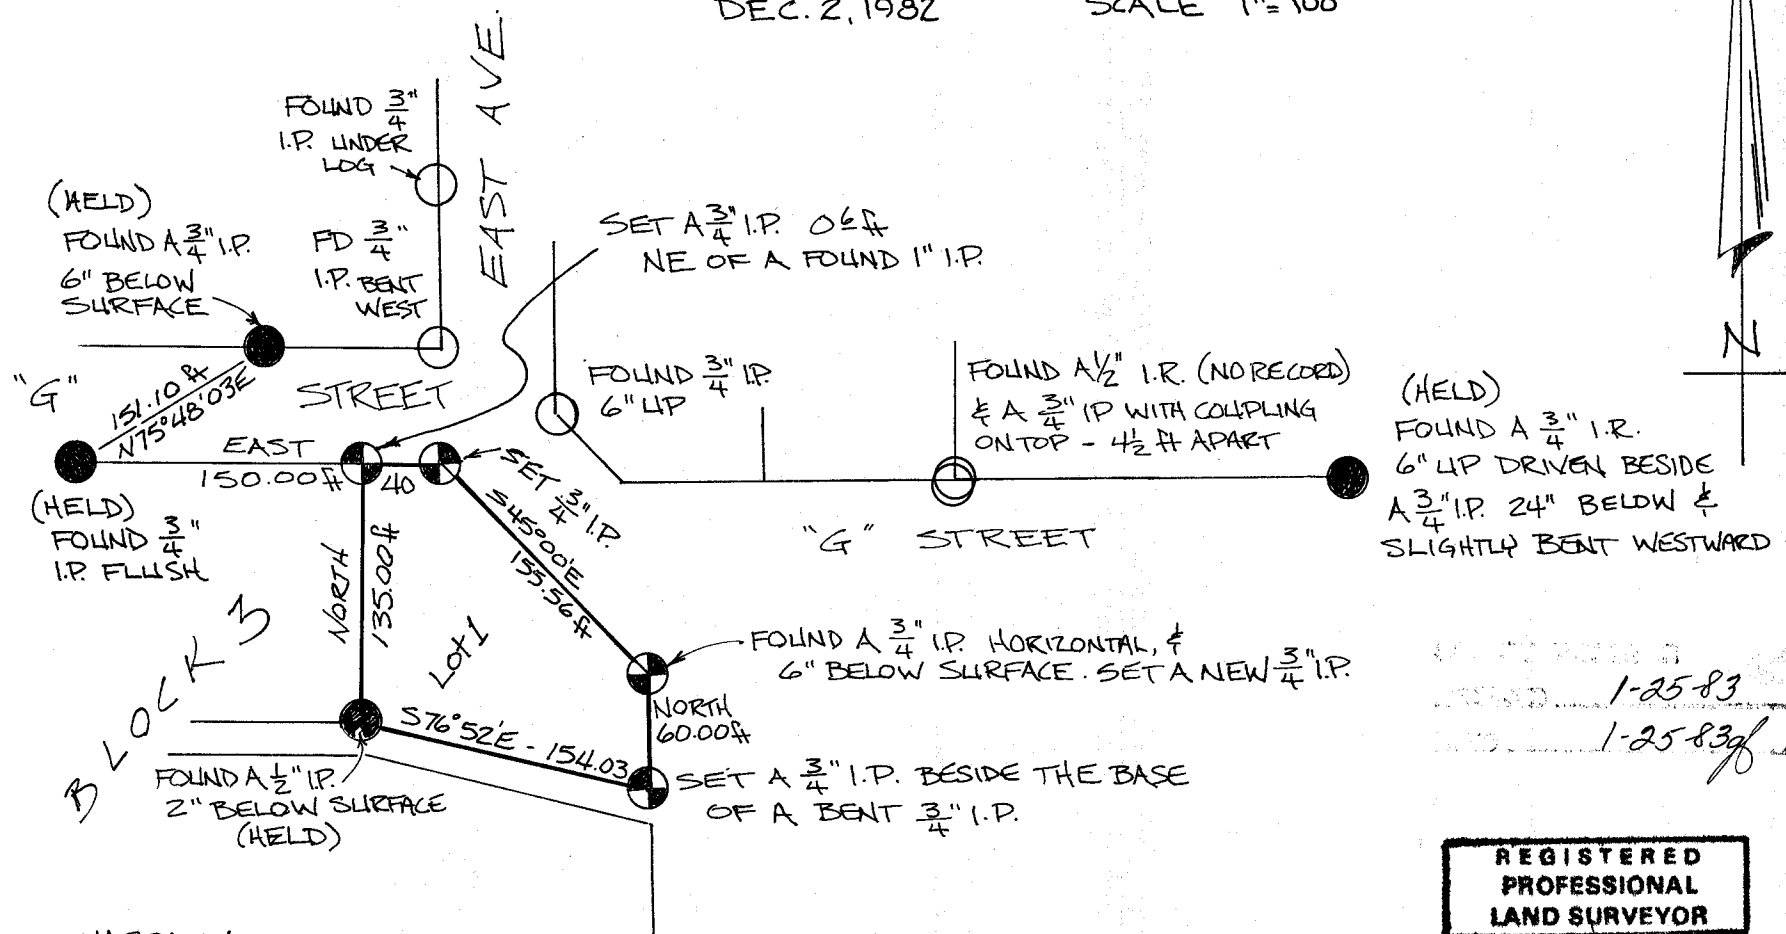 DEC. 2, 1982
SCALE 1"=100'
EAST AVE.
FOUND 3/4"
I.P. UNDER
LOG
(HELD)
FOUND A 3/4" I.P.
6" BELOW
SURFACE
FD 3/4"
I.P. BENT
WEST
SET A 3/4" I.P. 0.6 ft
NE OF A FOUND 1" I.P.
"G"
STREET
151.10 ft
N75°48'03E
EAST
150.00 ft
40
FOUND 3/4" I.P.
6" UP
FOUND A 1/2" I.R. (NO RECORD)
& A 3/4" IP WITH COUPLING
ON TOP - 4 1/2 ft APART
(HELD)
FOUND A 3/4" I.R.
6" UP DRIVEN BESIDE
A 3/4" I.P. 24" BELOW &
SLIGHTLY BENT WESTWARD
N
(HELD)
FOUND 3/4"
I.P. FLUSH
SET 3/4" I.P.
S45°00'E
155.56 ft
"G" STREET
NORTH
135.00 ft
BLOCK 3
LOT 1
FOUND A 3/4" I.P. HORIZONTAL, &
6" BELOW SURFACE. SET A NEW 3/4" I.P.
NORTH
60.00 ft
S76°52'E - 154.03
FOUND A 1/2" I.P.
2" BELOW SURFACE
(HELD)
SET A 3/4" I.P. BESIDE THE BASE
OF A BENT 3/4" I.P.
1-25-83
1-25-83
REGISTERED
PROFESSIONAL
LAND SURVEYOR